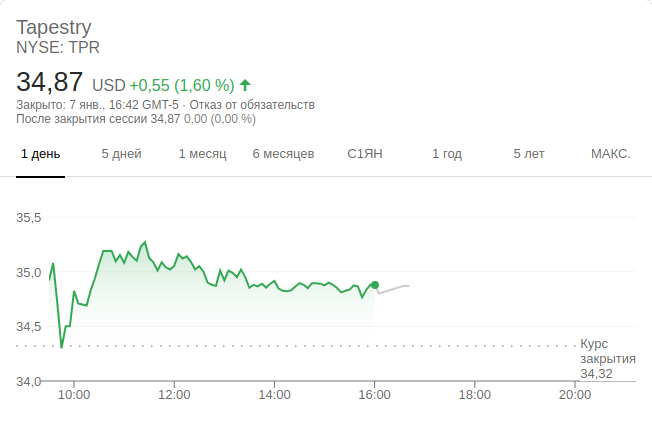 Tapestry
NYSE: TPR
34,87 USD +0,55 (1,60 %)
Закрыто: 7 янв., 16:42 GMT-5 · Отказ от обязательств
После закрытия сессии 34,87 0,00 (0,00 %)
1 день 5 дней 1 месяц 6 месяцев С1ЯН 1 год 5 лет МАКС.
35,5
35,0
34,5
Курс
закрытия
34,32
34,0
10:00 12:00 14:00 16:00 18:00 20:00